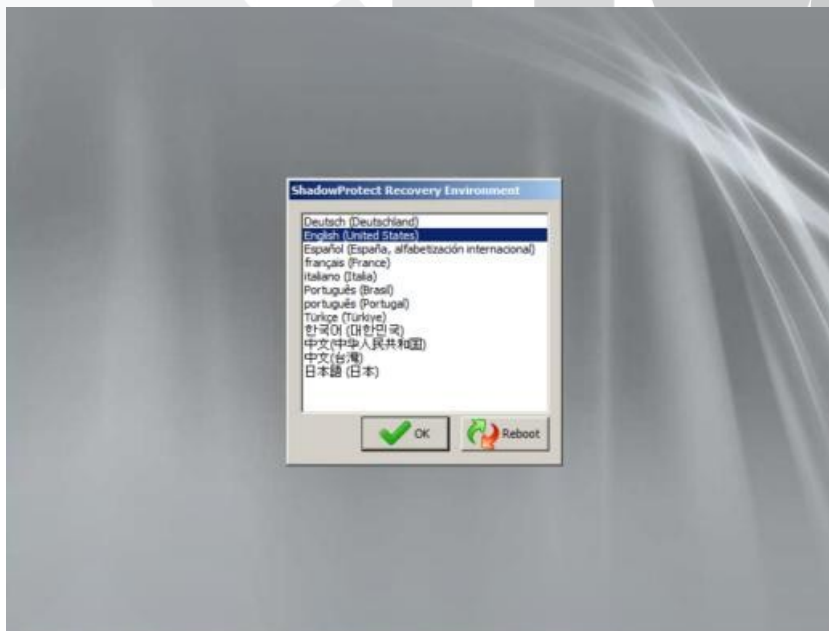 ShadowProtect Recovery Environment
Deutsch (Deutschland)
English (United States)
Español (España, alfabetización internacional)
français (France)
italiano (Italia)
Português (Brasil)
português (Portugal)
Türkçe (Türkiye)
한국어 (대한민국)
中文(中华人民共和国)
中文(台灣)
日本語 (日本)
OK
Reboot